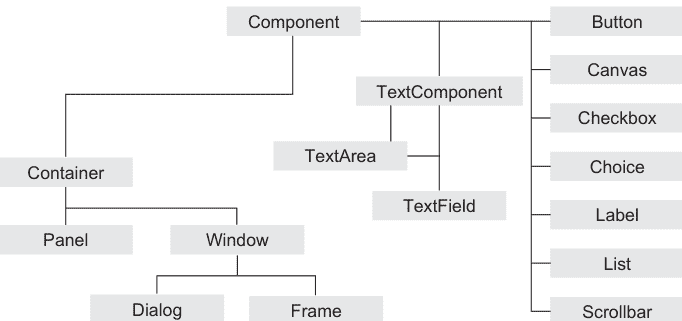 Component
Button
Canvas
TextComponent
Checkbox
TextArea
Choice
Container
TextField
Label
Panel
Window
List
Dialog
Frame
Scrollbar